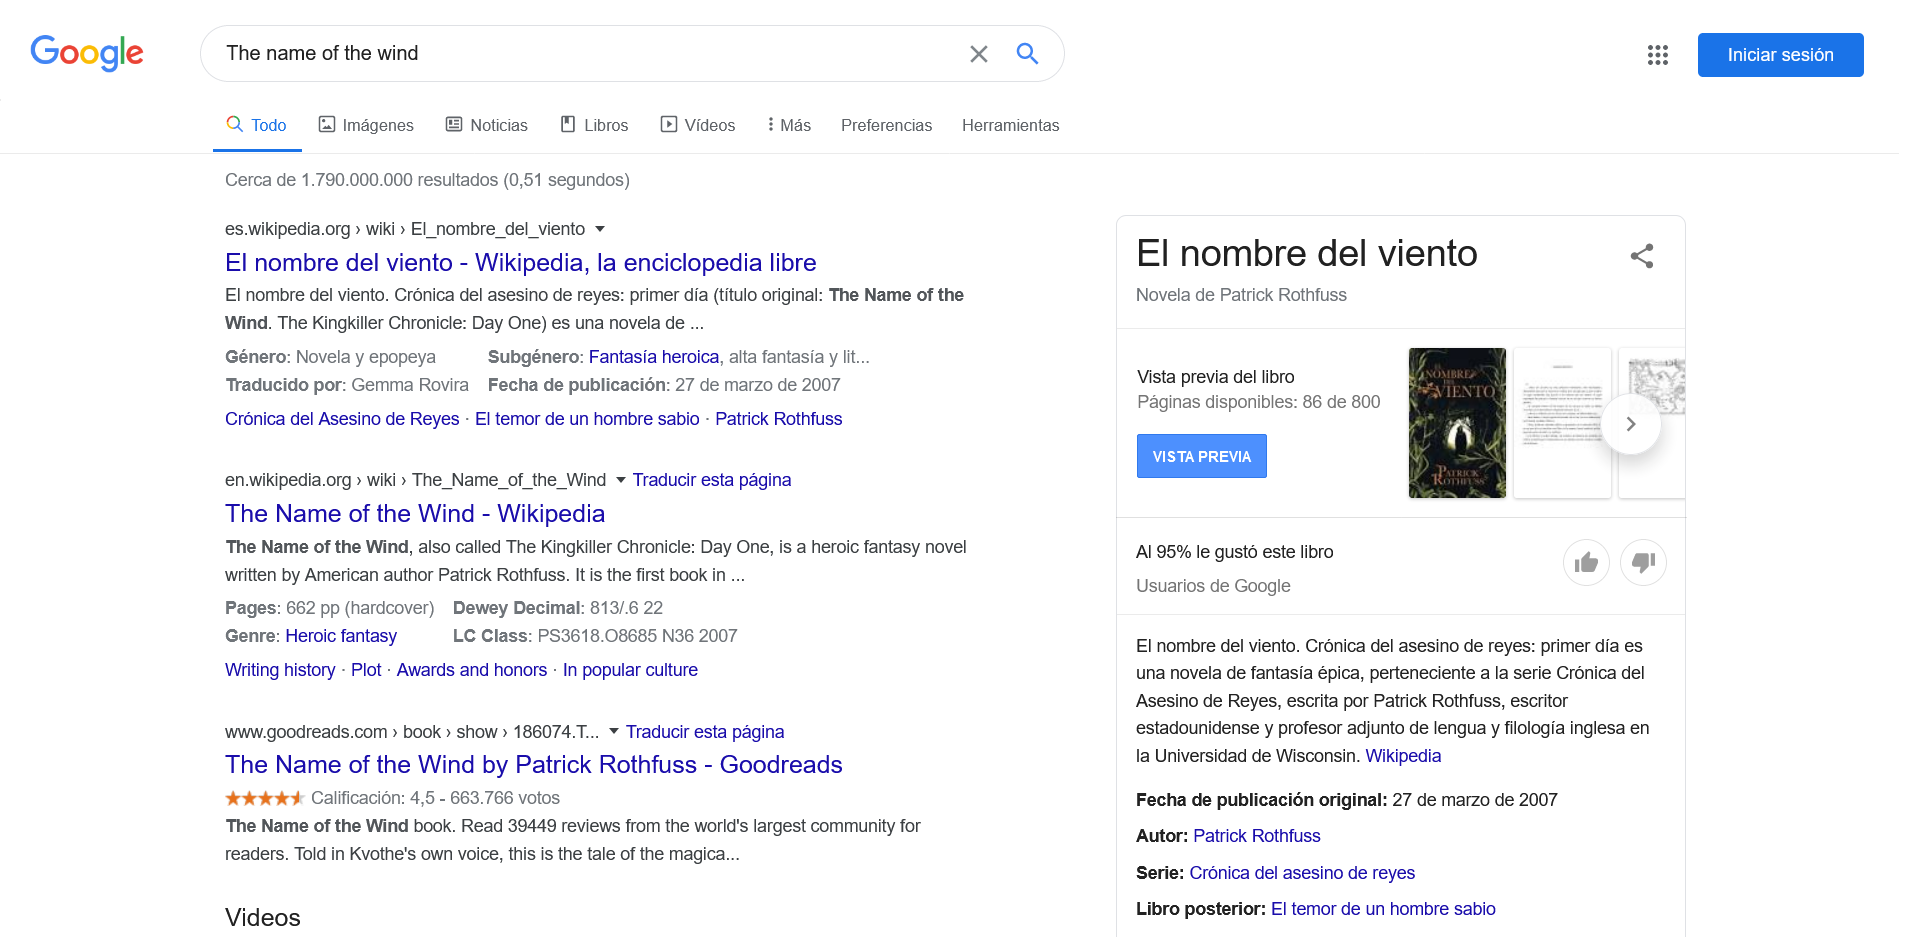 Google
The name of the wind
Iniciar sesión
Todo
Imágenes
Noticias
Libros
Vídeos
Más
Preferencias
Herramientas
Cerca de 1.790.000.000 resultados (0,51 segundos)
es.wikipedia.org › wiki › El_nombre_del_viento
El nombre del viento - Wikipedia, la enciclopedia libre
El nombre del viento. Crónica del asesino de reyes: primer día (título original: The Name of the
Wind. The Kingkiller Chronicle: Day One) es una novela de ...
Género: Novela y epopeya Subgénero: Fantasía heroica, alta fantasía y lit...
Traducido por: Gemma Rovira Fecha de publicación: 27 de marzo de 2007
Crónica del Asesino de Reyes · El temor de un hombre sabio · Patrick Rothfuss
en.wikipedia.org › wiki › The_Name_of_the_Wind Traducir esta página
The Name of the Wind - Wikipedia
The Name of the Wind, also called The Kingkiller Chronicle: Day One, is a heroic fantasy novel
written by American author Patrick Rothfuss. It is the first book in ...
Pages: 662 pp (hardcover) Dewey Decimal: 813/.6 22
Genre: Heroic fantasy LC Class: PS3618.O8685 N36 2007
Writing history · Plot · Awards and honors · In popular culture
www.goodreads.com › book › show › 186074.T... Traducir esta página
The Name of the Wind by Patrick Rothfuss - Goodreads
Calificación: 4,5 - 663.766 votos
The Name of the Wind book. Read 39449 reviews from the world's largest community for
readers. Told in Kvothe's own voice, this is the tale of the magica...
Videos
El nombre del viento
Novela de Patrick Rothfuss
Vista previa del libro
Páginas disponibles: 86 de 800
VISTA PREVIA
NOMBRE
DEL
VIENTO
PATRICK
ROTHFUSS
Al 95% le gustó este libro
Usuarios de Google
El nombre del viento. Crónica del asesino de reyes: primer día es
una novela de fantasía épica, perteneciente a la serie Crónica del
Asesino de Reyes, escrita por Patrick Rothfuss, escritor
estadounidense y profesor adjunto de lengua y filología inglesa en
la Universidad de Wisconsin. Wikipedia
Fecha de publicación original: 27 de marzo de 2007
Autor: Patrick Rothfuss
Serie: Crónica del asesino de reyes
Libro posterior: El temor de un hombre sabio